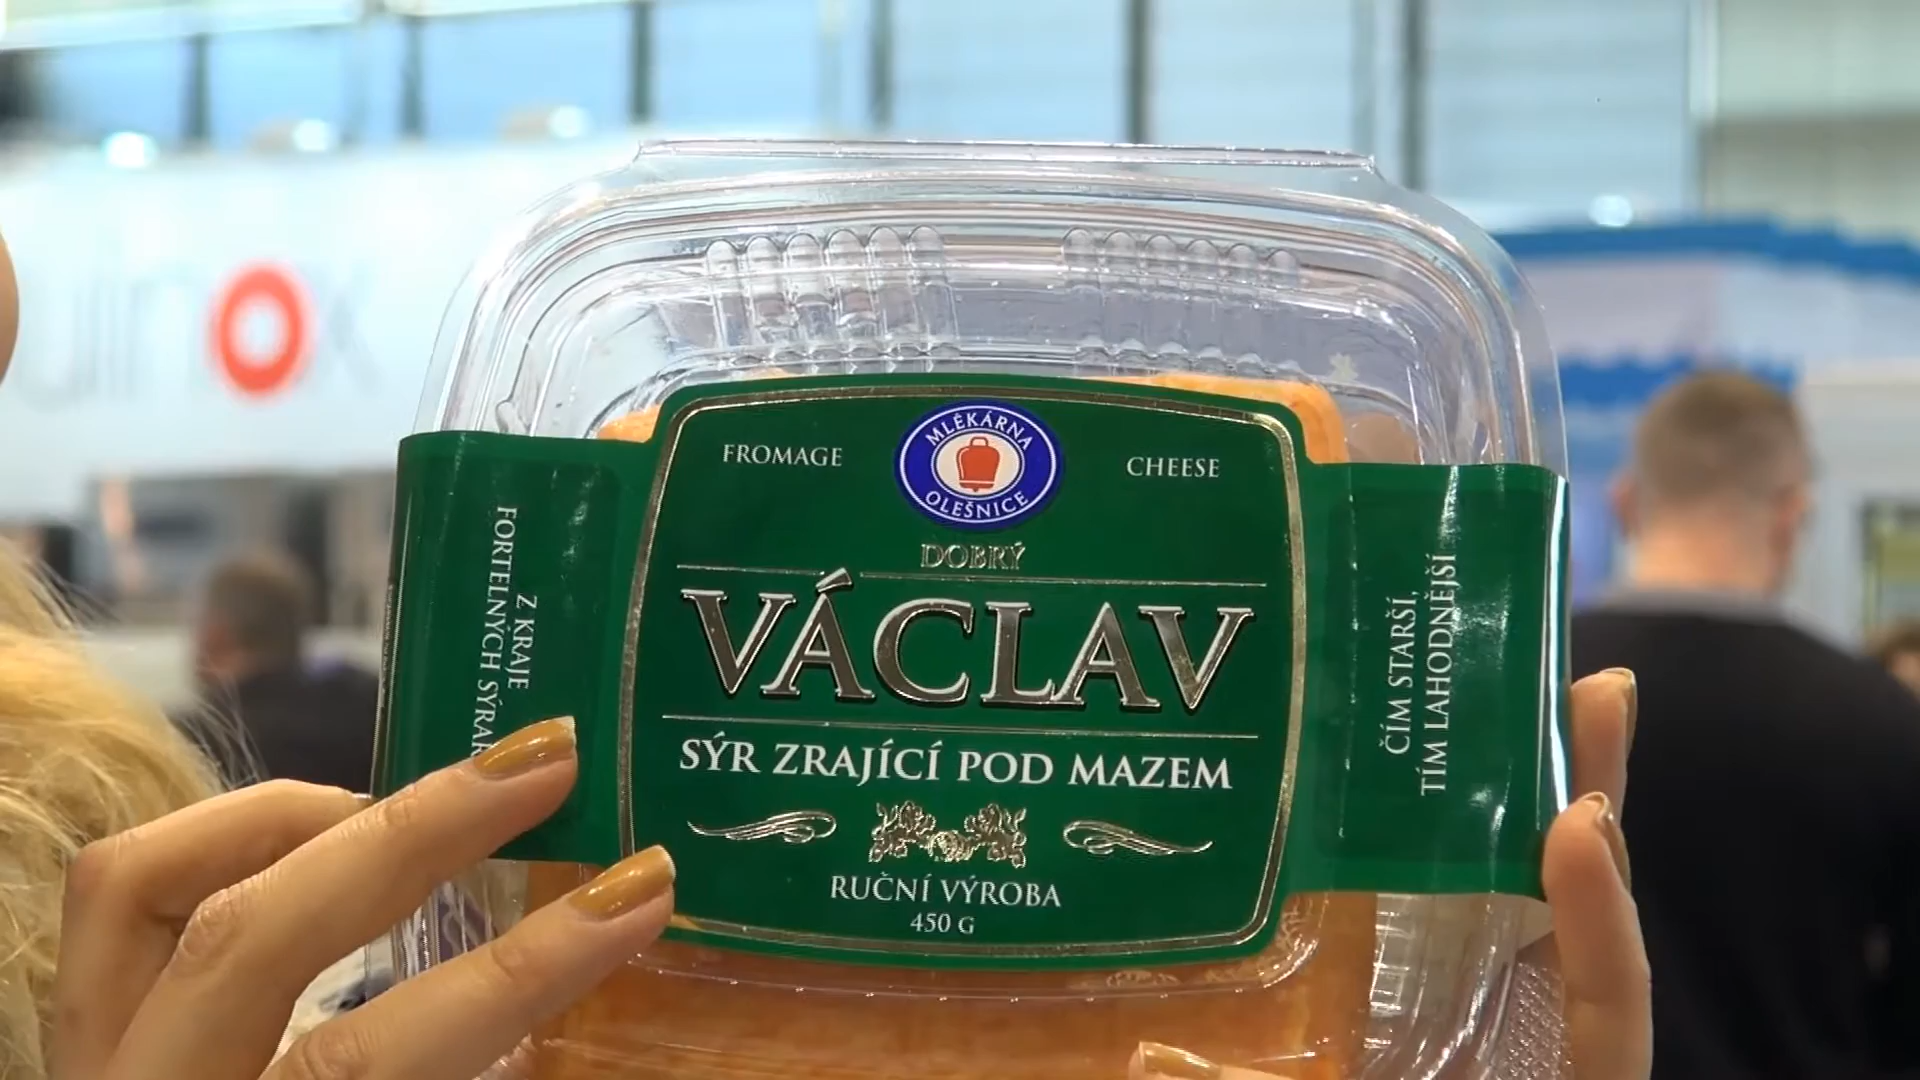 FROMAGE
MLÉKÁRNA
OLEŠNICE
CHEESE
DOBRÝ
VÁCLAV
SÝR ZRAJÍCÍ POD MAZEM
RUČNÍ VÝROBA
450 G
Z KRAJE
FORTELNÝCH
ČÍM STARŠÍ,
TÍM LAHODNĚJŠÍ